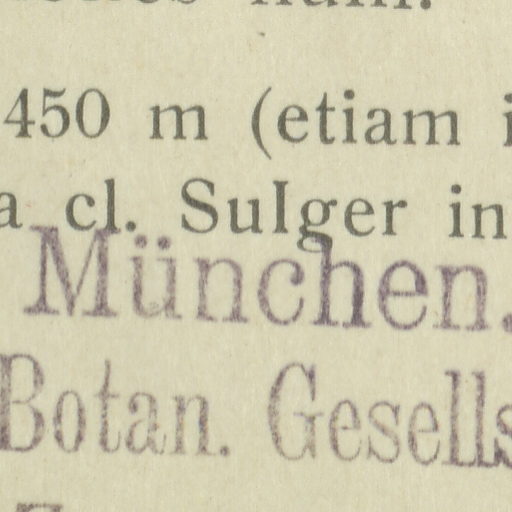 450 m (etiam i
a cl. Sulger in
München.
Botan. Gesells